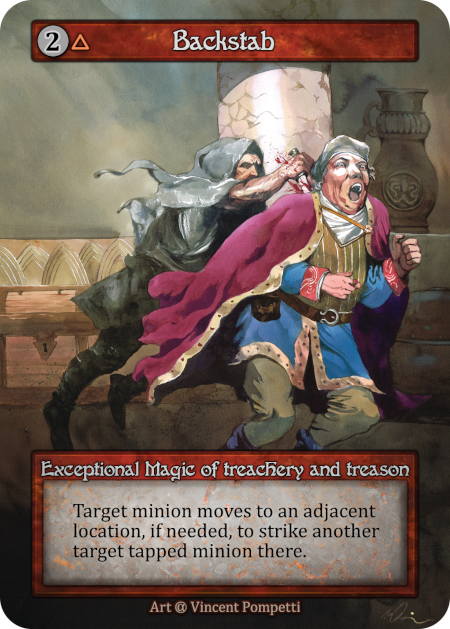 2
Backstab
Exceptional Magic of treachery and treason
Target minion moves to an adjacent
location, if needed, to strike another
target tapped minion there.
Art @ Vincent Pompetti